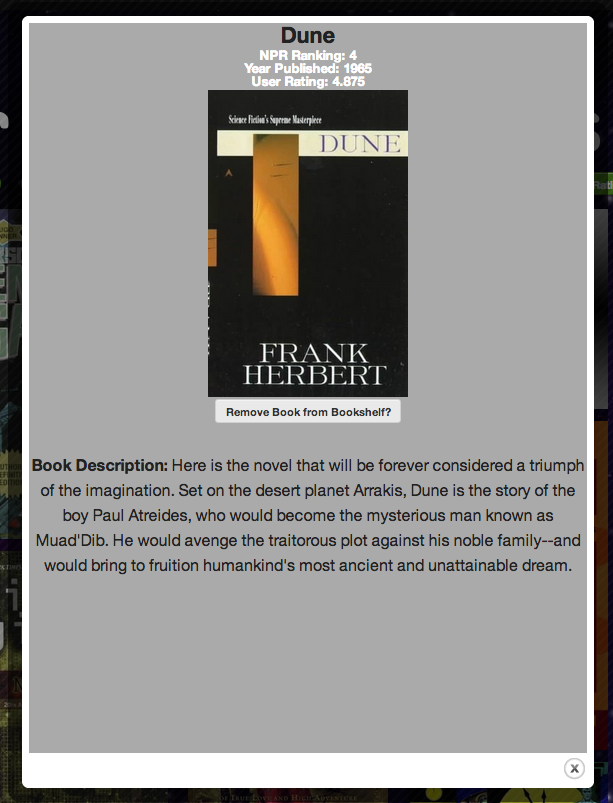 Dune
NPR Ranking: 4
Year Published: 1965
User Rating: 4.875
Science Fiction's Supreme Masterpiece
DUNE
FRANK
HERBERT
Remove Book from Bookshelf?
Book Description: Here is the novel that will be forever considered a triumph
of the imagination. Set on the desert planet Arrakis, Dune is the story of the
boy Paul Atreides, who would become the mysterious man known as
Muad'Dib. He would avenge the traitorous plot against his noble family--and
would bring to fruition humankind's most ancient and unattainable dream.
x